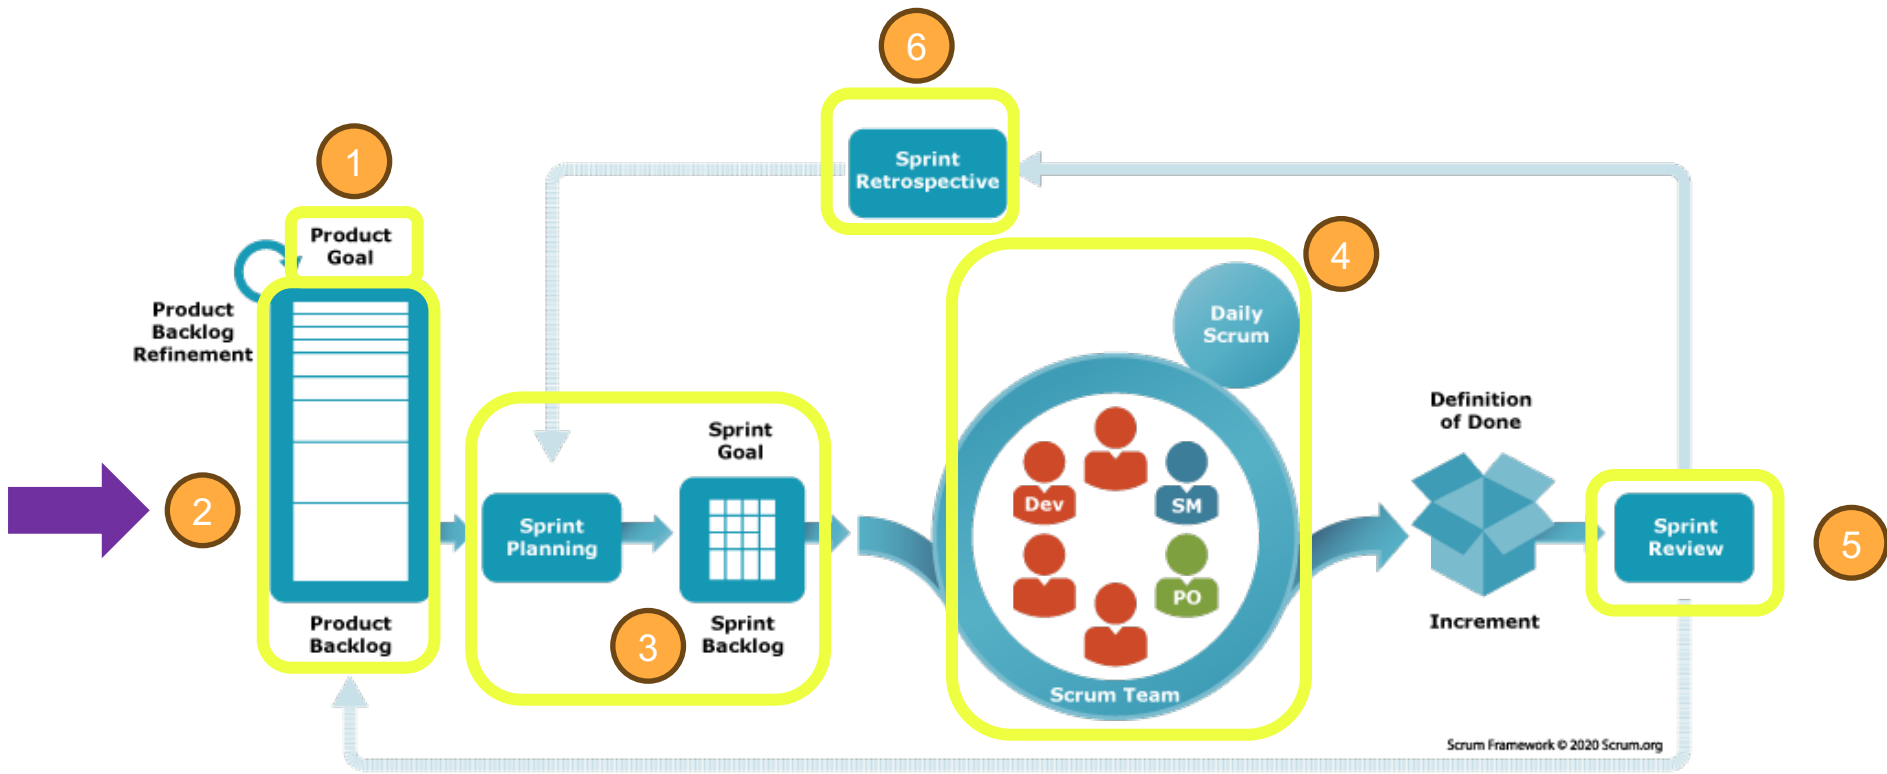 6
Sprint
Retrospective
1
Product
Goal
Product
Backlog
Refinement
4
Daily
Scrum
2
Product
Backlog
Sprint
Planning
Sprint
Goal
3
Sprint
Backlog
Dev
SM
PO
Scrum Team
Definition
of Done
Increment
Sprint
Review
5
Scrum Framework © 2020 Scrum.org